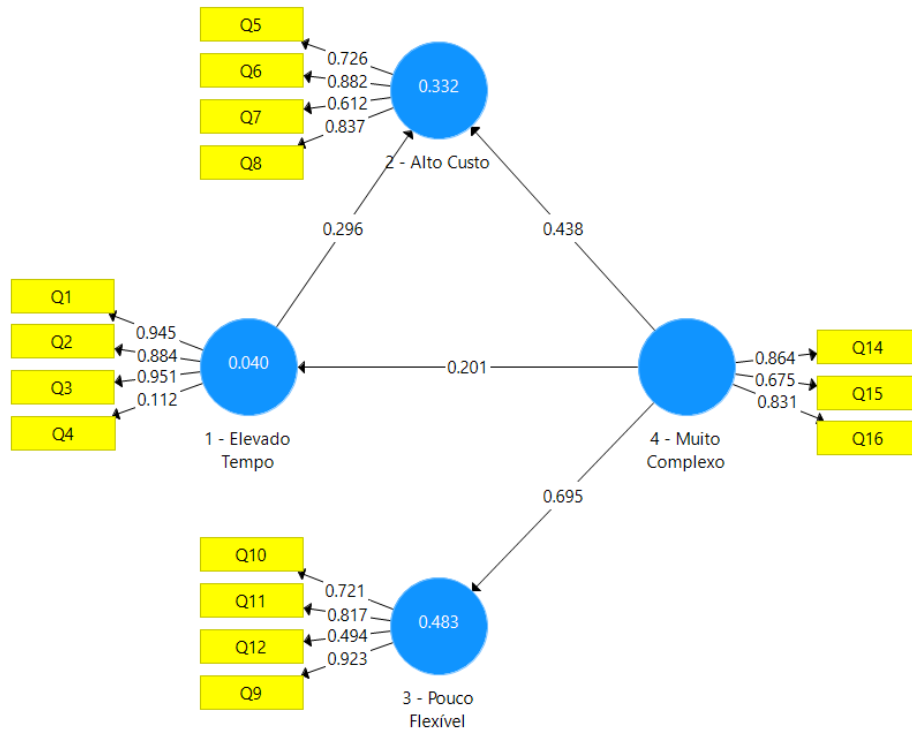 Q5
Q6
Q7
Q8
0.726
0.882
0.612
0.837
0.332
2 - Alto Custo
0.296
0.438
Q1
Q2
Q3
Q4
0.945
0.884
0.951
0.112
0.040
1 - Elevado
Tempo
0.201
4 - Muito
Complexo
0.864
0.675
0.831
Q14
Q15
Q16
0.695
Q10
Q11
Q12
Q9
0.721
0.817
0.494
0.923
0.483
3 - Pouco
Flexível